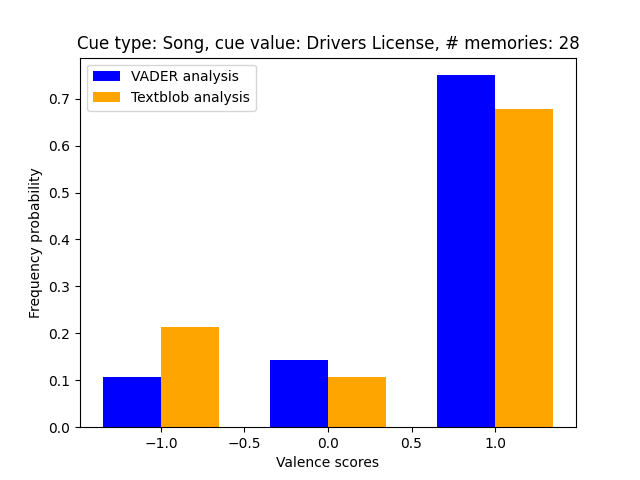 Cue type: Song, cue value: Drivers License, # memories: 28
VADER analysis
Textblob analysis
Frequency probability
0.7
0.6
0.5
0.4
0.3
0.2
0.1
0.0
−1.0 −0.5 0.0 0.5 1.0
Valence scores